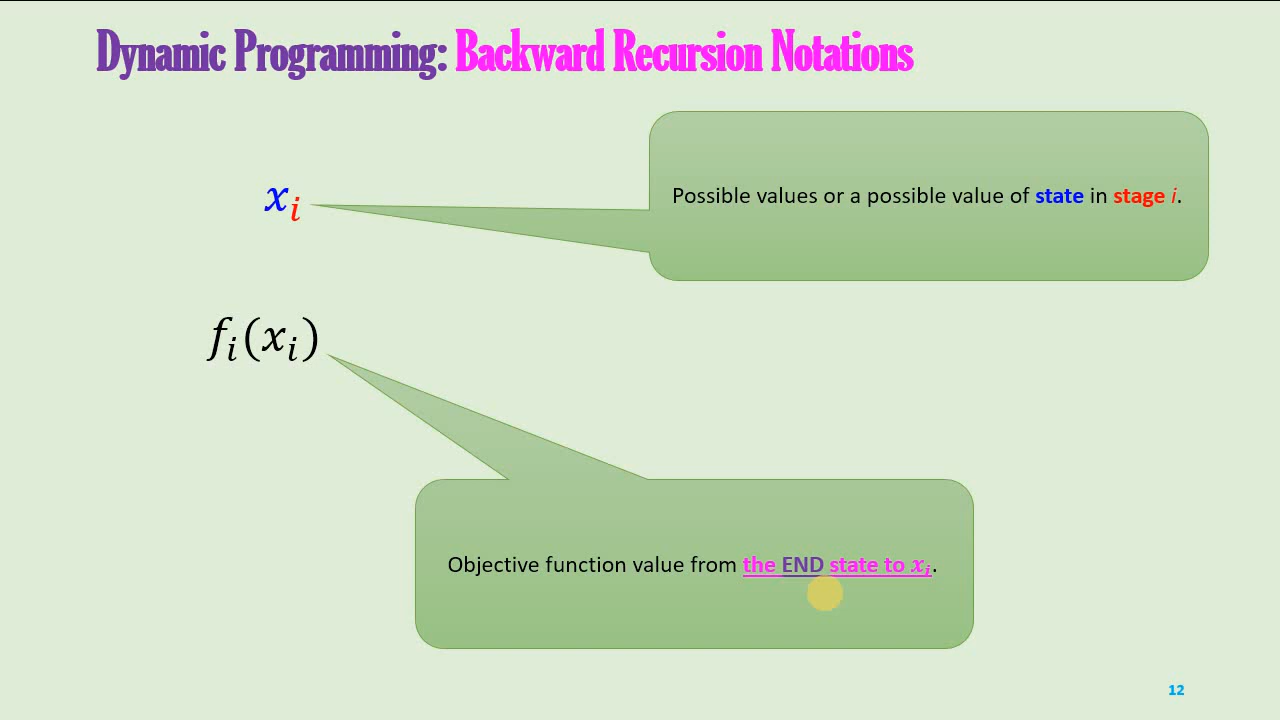 Dynamic Programming: Backward Recursion Notations
Possible values or a possible value of state in stage i.
xᵢ
fᵢ(xᵢ)
Objective function value from the END state to xᵢ.
12